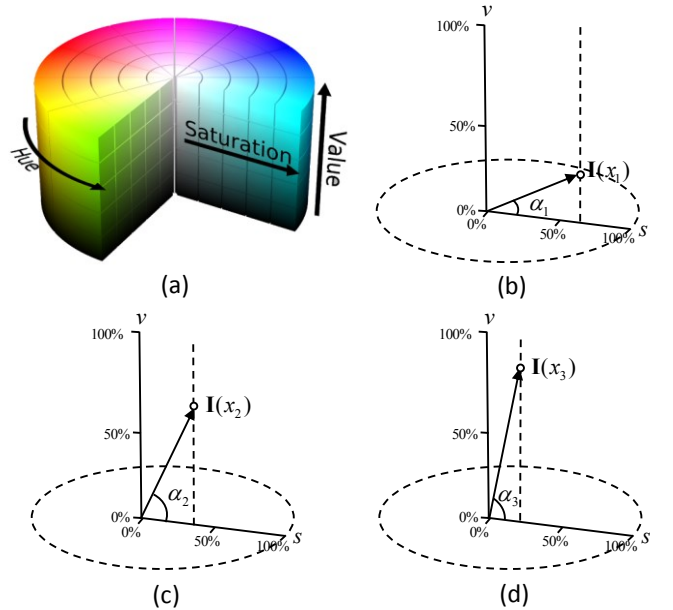 Hue
Saturation
Value
(a)
v
100%
50%
0%
0%
50%
100%
s
I(x₁)
α₁
(b)
v
100%
50%
0%
0%
50%
100%
s
I(x₂)
α₂
(c)
v
100%
50%
0%
0%
50%
100%
s
I(x₃)
α₃
(d)